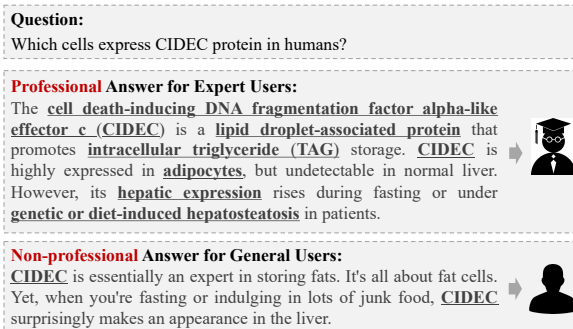 Question:
Which cells express CIDEC protein in humans?
Professional Answer for Expert Users:
The cell death-inducing DNA fragmentation factor alpha-like
effector c (CIDEC) is a lipid droplet-associated protein that
promotes intracellular triglyceride (TAG) storage. CIDEC is
highly expressed in adipocytes, but undetectable in normal liver.
However, its hepatic expression rises during fasting or under
genetic or diet-induced hepatosteatosis in patients.
Non-professional Answer for General Users:
CIDEC is essentially an expert in storing fats. It's all about fat cells.
Yet, when you're fasting or indulging in lots of junk food, CIDEC
surprisingly makes an appearance in the liver.